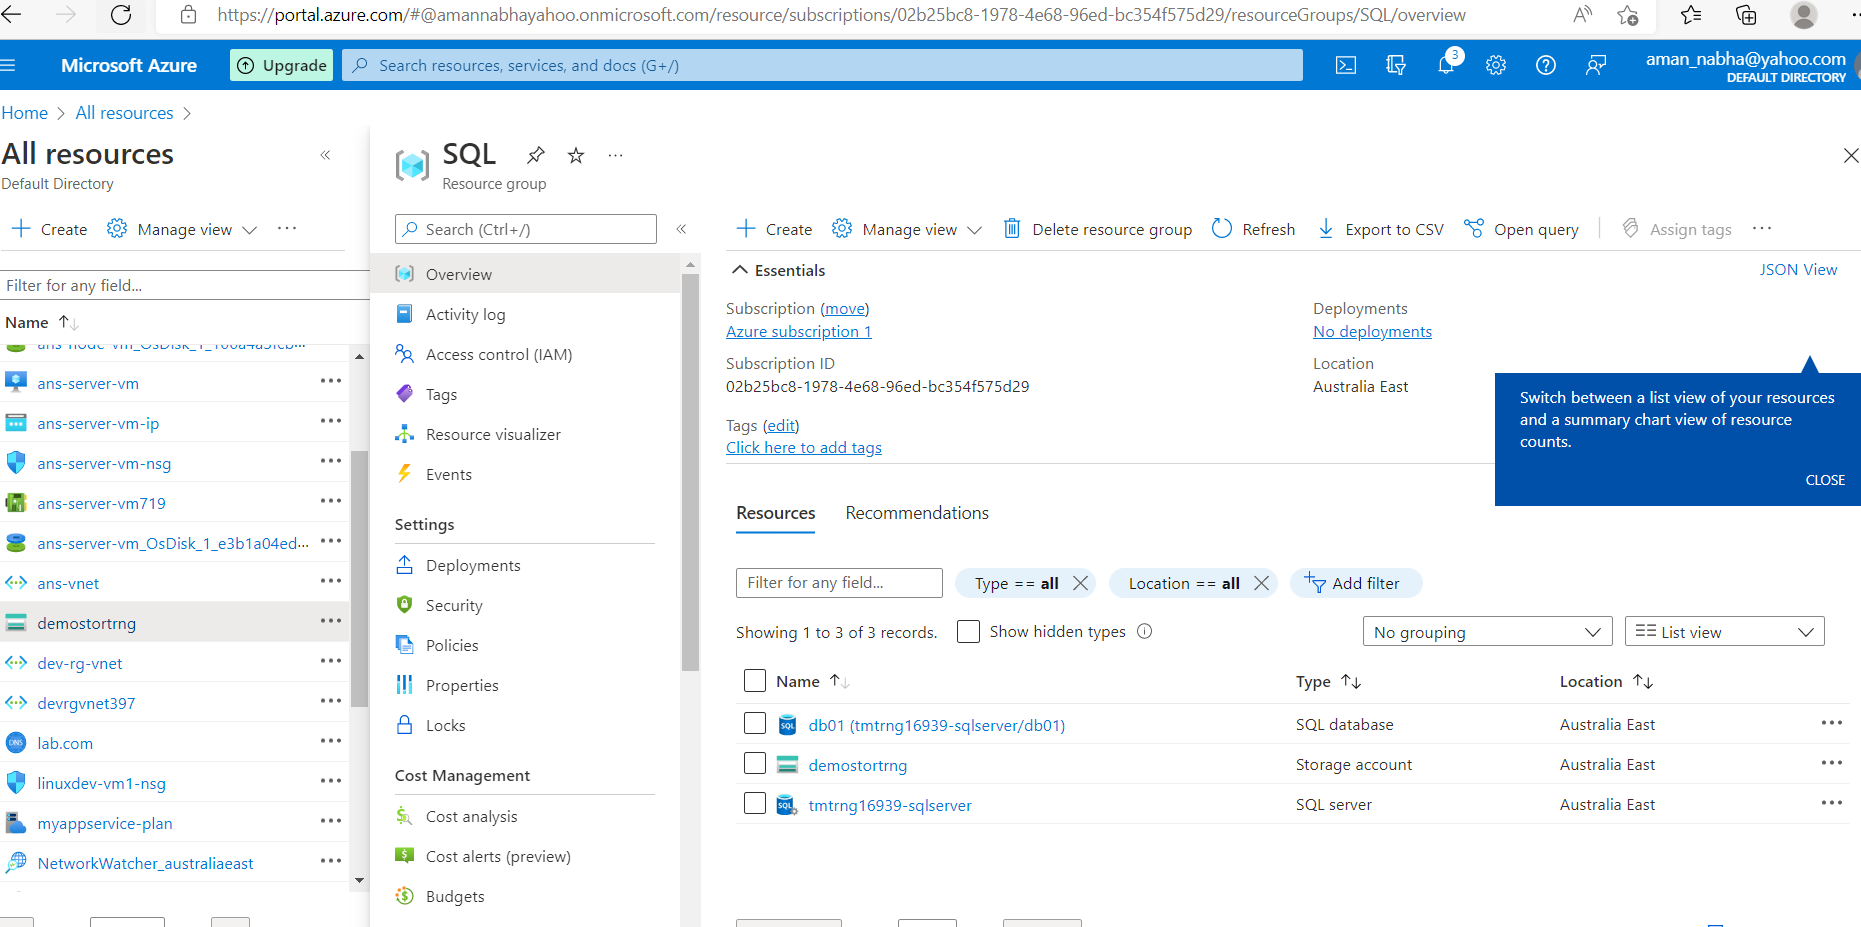 https://portal.azure.com/#@amannabhayahoo.onmicrosoft.com/resource/subscriptions/02b25bc8-1978-4e68-96ed-bc354f575d29/resourceGroups/SQL/overview
Microsoft Azure
Upgrade
Search resources, services, and docs (G+/)
3
aman_nabha@yahoo.com
DEFAULT DIRECTORY
Home > All resources >
All resources
Default Directory
Create
Manage view
Filter for any field...
Name
ans-server-vm
ans-server-vm-ip
ans-server-vm-nsg
ans-server-vm719
ans-server-vm_OsDisk_1_e3b1a04ed...
ans-vnet
demostortrng
dev-rg-vnet
devrgvnet397
DNS
lab.com
linuxdev-vm1-nsg
myappservice-plan
NetworkWatcher_australiaeast
SQL
Resource group
Search (Ctrl+/)
Overview
Activity log
Access control (IAM)
Tags
Resource visualizer
Events
Settings
Deployments
Security
Policies
Properties
Locks
Cost Management
Cost analysis
Cost alerts (preview)
Budgets
Create
Manage view
Delete resource group
Refresh
Export to CSV
Open query
Assign tags
Essentials
JSON View
Subscription (move)
Azure subscription 1
Subscription ID
02b25bc8-1978-4e68-96ed-bc354f575d29
Tags (edit)
Click here to add tags
Deployments
No deployments
Location
Australia East
Switch between a list view of your resources
and a summary chart view of resource
counts.
CLOSE
Resources
Recommendations
Filter for any field...
Type == all
Location == all
Add filter
Showing 1 to 3 of 3 records.
Show hidden types
No grouping
List view
Name
Type
Location
SQL
db01 (tmtrng16939-sqlserver/db01)
SQL database
Australia East
demostortrng
Storage account
Australia East
SQL
tmtrng16939-sqlserver
SQL server
Australia East